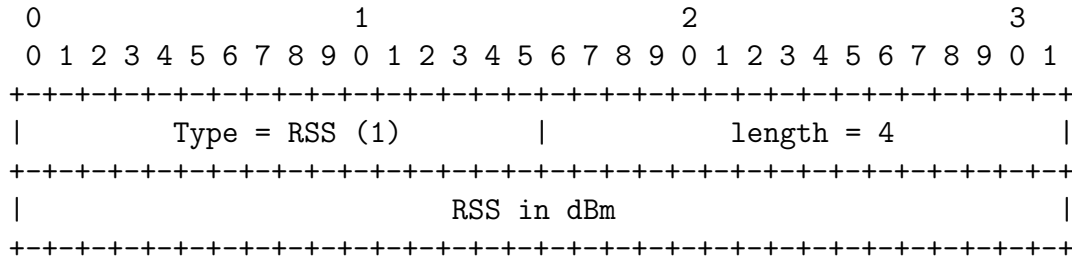 0                   1                   2                   3
 0 1 2 3 4 5 6 7 8 9 0 1 2 3 4 5 6 7 8 9 0 1 2 3 4 5 6 7 8 9 0 1
+-+-+-+-+-+-+-+-+-+-+-+-+-+-+-+-+-+-+-+-+-+-+-+-+-+-+-+-+-+-+-+-+
|         Type = RSS (1)        |           length = 4          |
+-+-+-+-+-+-+-+-+-+-+-+-+-+-+-+-+-+-+-+-+-+-+-+-+-+-+-+-+-+-+-+-+
|                          RSS in dBm                           |
+-+-+-+-+-+-+-+-+-+-+-+-+-+-+-+-+-+-+-+-+-+-+-+-+-+-+-+-+-+-+-+-+